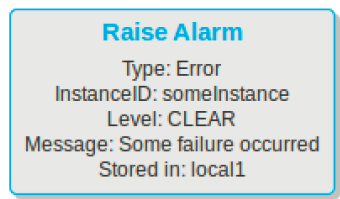 Raise Alarm
Type: Error
InstanceID: someInstance
Level: CLEAR
Message: Some failure occurred
Stored in: local1